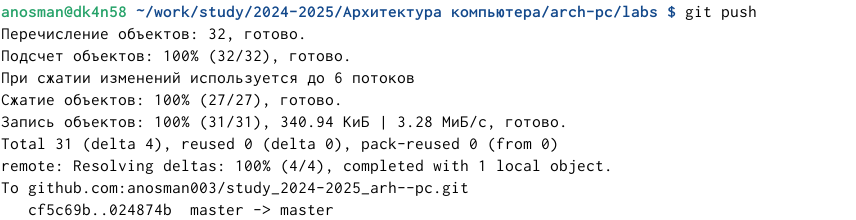 anosman@dk4n58 ~/work/study/2024-2025/Архитектура компьютера/arch-pc/labs $ git push
Перечисление объектов: 32, готово.
Подсчет объектов: 100% (32/32), готово.
При сжатии изменений используется до 6 потоков
Сжатие объектов: 100% (27/27), готово.
Запись объектов: 100% (31/31), 340.94 КиБ | 3.28 МиБ/с, готово.
Total 31 (delta 4), reused 0 (delta 0), pack-reused 0 (from 0)
remote: Resolving deltas: 100% (4/4), completed with 1 local object.
To github.com:anosman003/study_2024-2025_arh--pc.git
   cf5c69b..024874b  master -> master